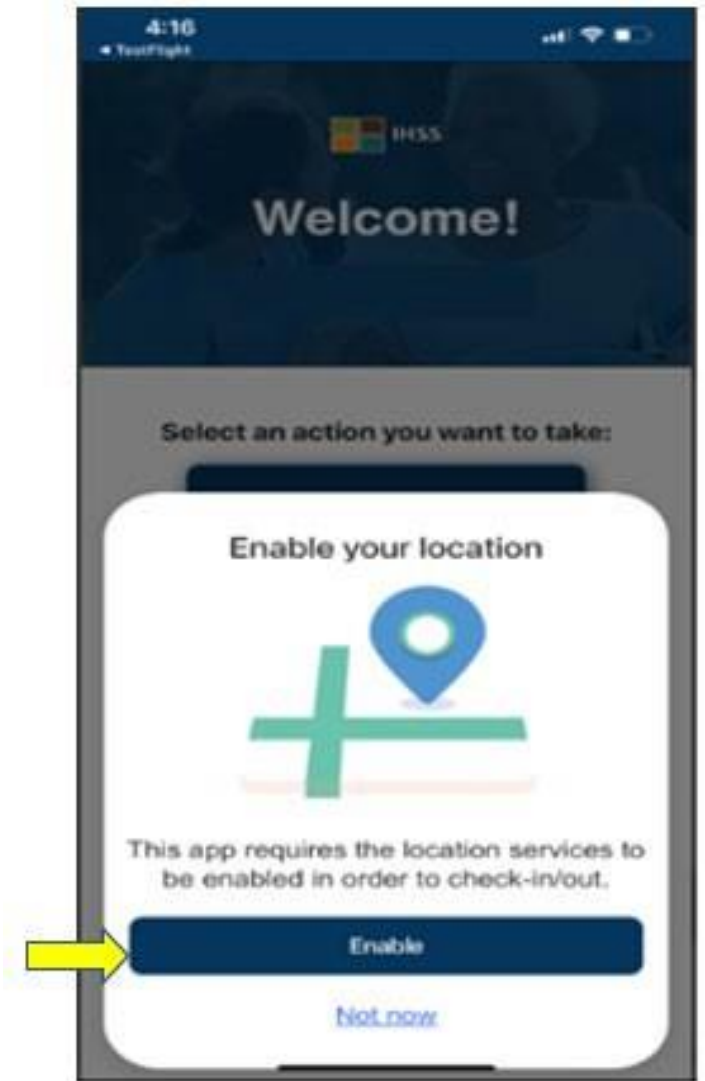 4:16
◀ TestFlight
IHSS
Welcome!
Select an action you want to take:
Enable your location
This app requires the location services to
be enabled in order to check-in/out.
Enable
Not now